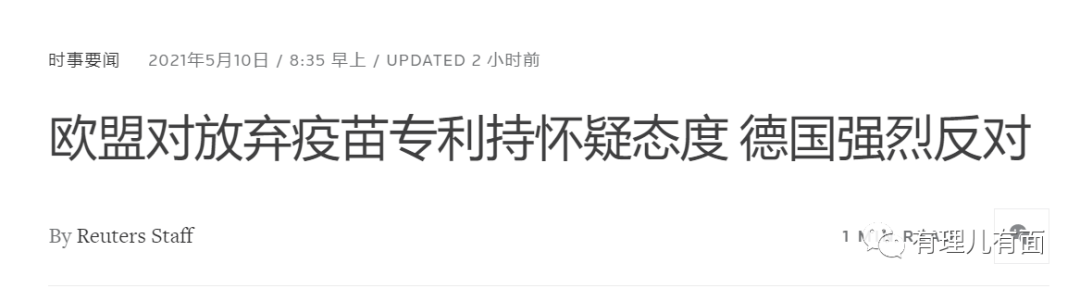 时事要闻 2021年5月10日 / 8:35 早上 / UPDATED 2 小时前
欧盟对放弃疫苗专利持怀疑态度 德国强烈反对
By Reuters Staff
有理儿有面